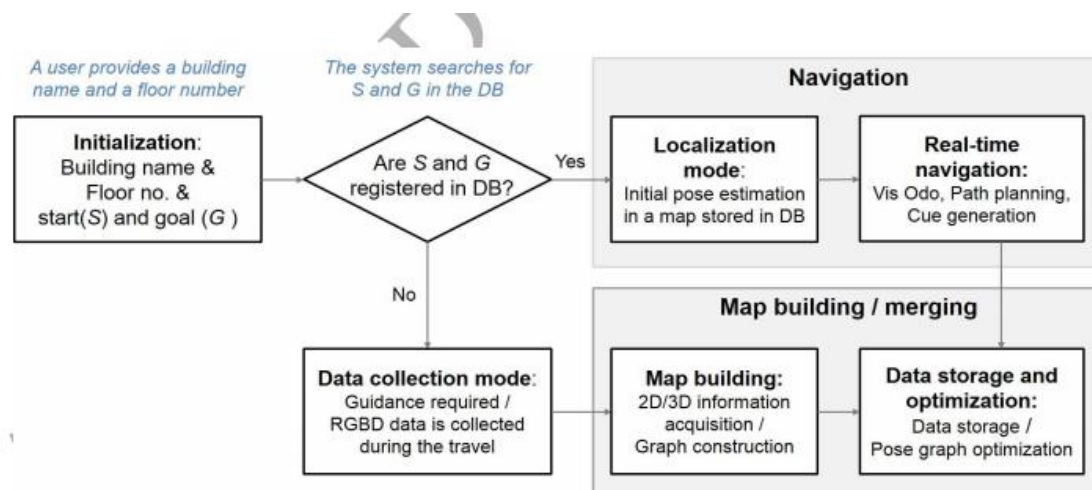 A user provides a building
name and a floor number
The system searches for
S and G in the DB
Navigation
Initialization:
Building name &
Floor no. &
start(S) and goal (G )
Are S and G
registered in DB?
Yes
Localization
mode:
Initial pose estimation
in a map stored in DB
Real-time
navigation:
Vis Odo, Path planning,
Cue generation
No
Map building / merging
Data collection mode:
Guidance required /
RGBD data is collected
during the travel
Map building:
2D/3D information
acquisition /
Graph construction
Data storage and
optimization:
Data storage /
Pose graph optimization